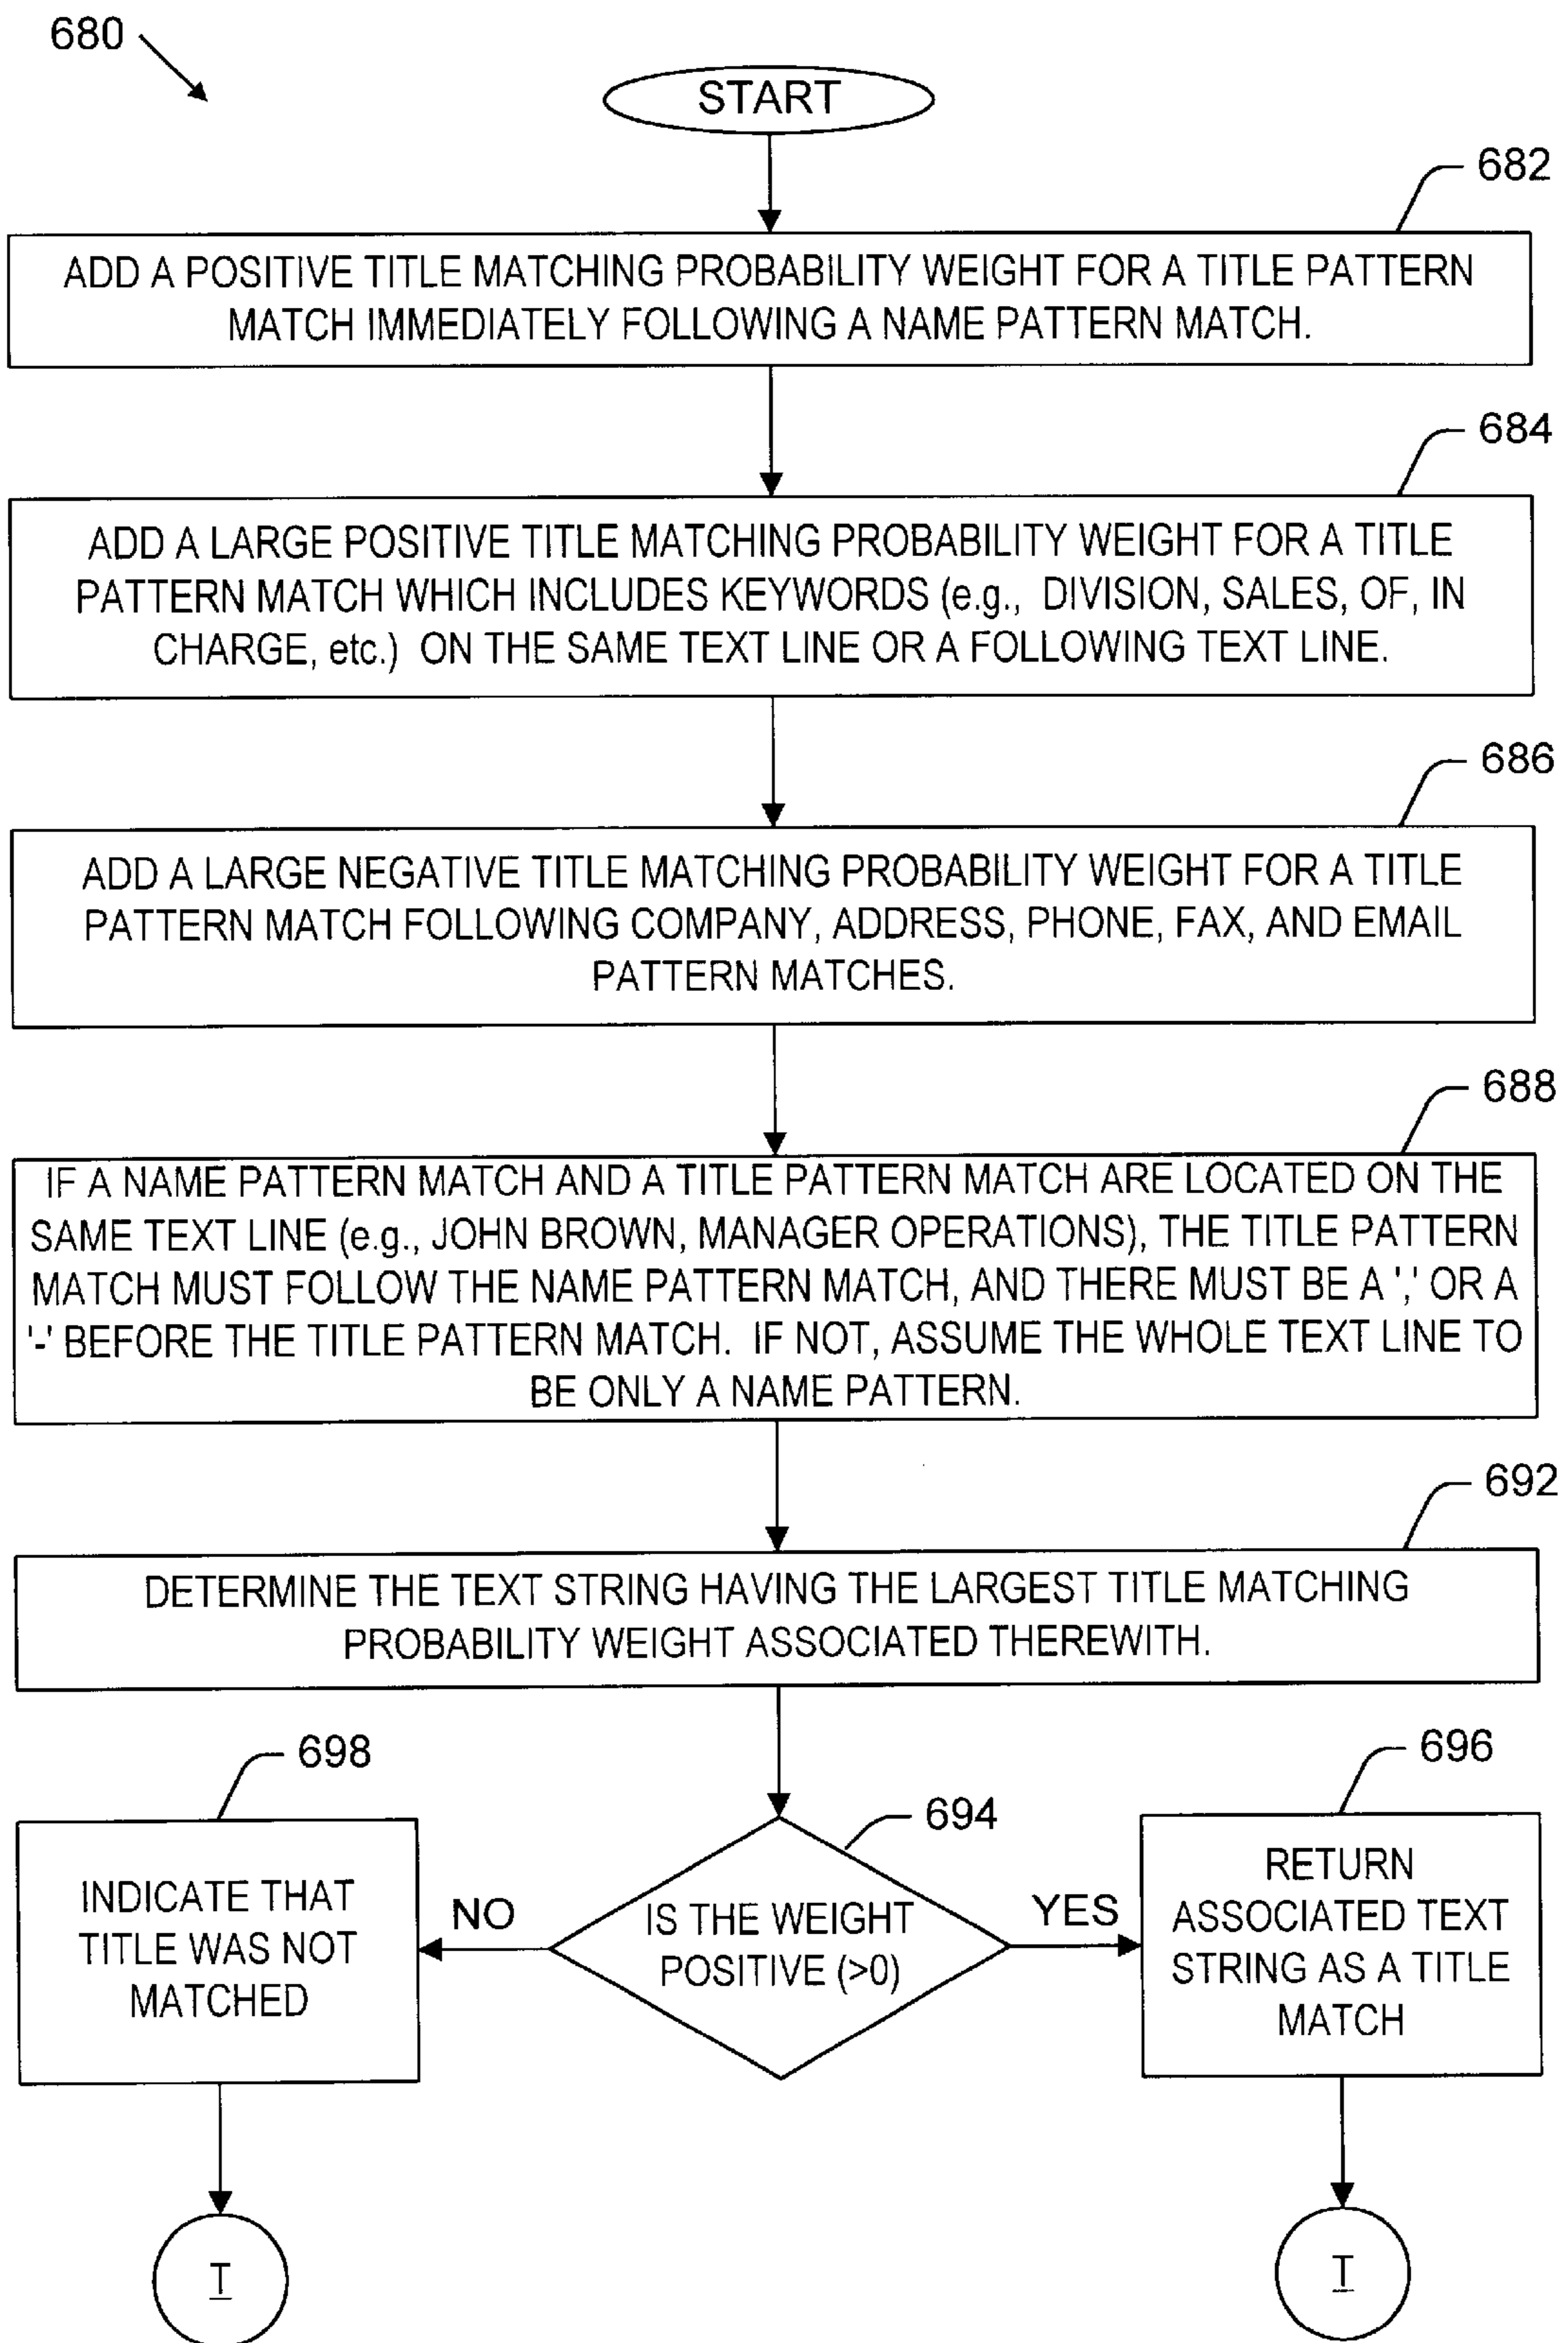 680
START
682
ADD A POSITIVE TITLE MATCHING PROBABILITY WEIGHT FOR A TITLE PATTERN
MATCH IMMEDIATELY FOLLOWING A NAME PATTERN MATCH.
684
ADD A LARGE POSITIVE TITLE MATCHING PROBABILITY WEIGHT FOR A TITLE
PATTERN MATCH WHICH INCLUDES KEYWORDS (e.g., DIVISION, SALES, OF, IN
CHARGE, etc.) ON THE SAME TEXT LINE OR A FOLLOWING TEXT LINE.
686
ADD A LARGE NEGATIVE TITLE MATCHING PROBABILITY WEIGHT FOR A TITLE
PATTERN MATCH FOLLOWING COMPANY, ADDRESS, PHONE, FAX, AND EMAIL
PATTERN MATCHES.
688
IF A NAME PATTERN MATCH AND A TITLE PATTERN MATCH ARE LOCATED ON THE
SAME TEXT LINE (e.g., JOHN BROWN, MANAGER OPERATIONS), THE TITLE PATTERN
MATCH MUST FOLLOW THE NAME PATTERN MATCH, AND THERE MUST BE A ',' OR A
'-' BEFORE THE TITLE PATTERN MATCH. IF NOT, ASSUME THE WHOLE TEXT LINE TO
BE ONLY A NAME PATTERN.
692
DETERMINE THE TEXT STRING HAVING THE LARGEST TITLE MATCHING
PROBABILITY WEIGHT ASSOCIATED THEREWITH.
698
INDICATE THAT
TITLE WAS NOT
MATCHED
NO
694
IS THE WEIGHT
POSITIVE (>0)
YES
696
RETURN
ASSOCIATED TEXT
STRING AS A TITLE
MATCH
T
T